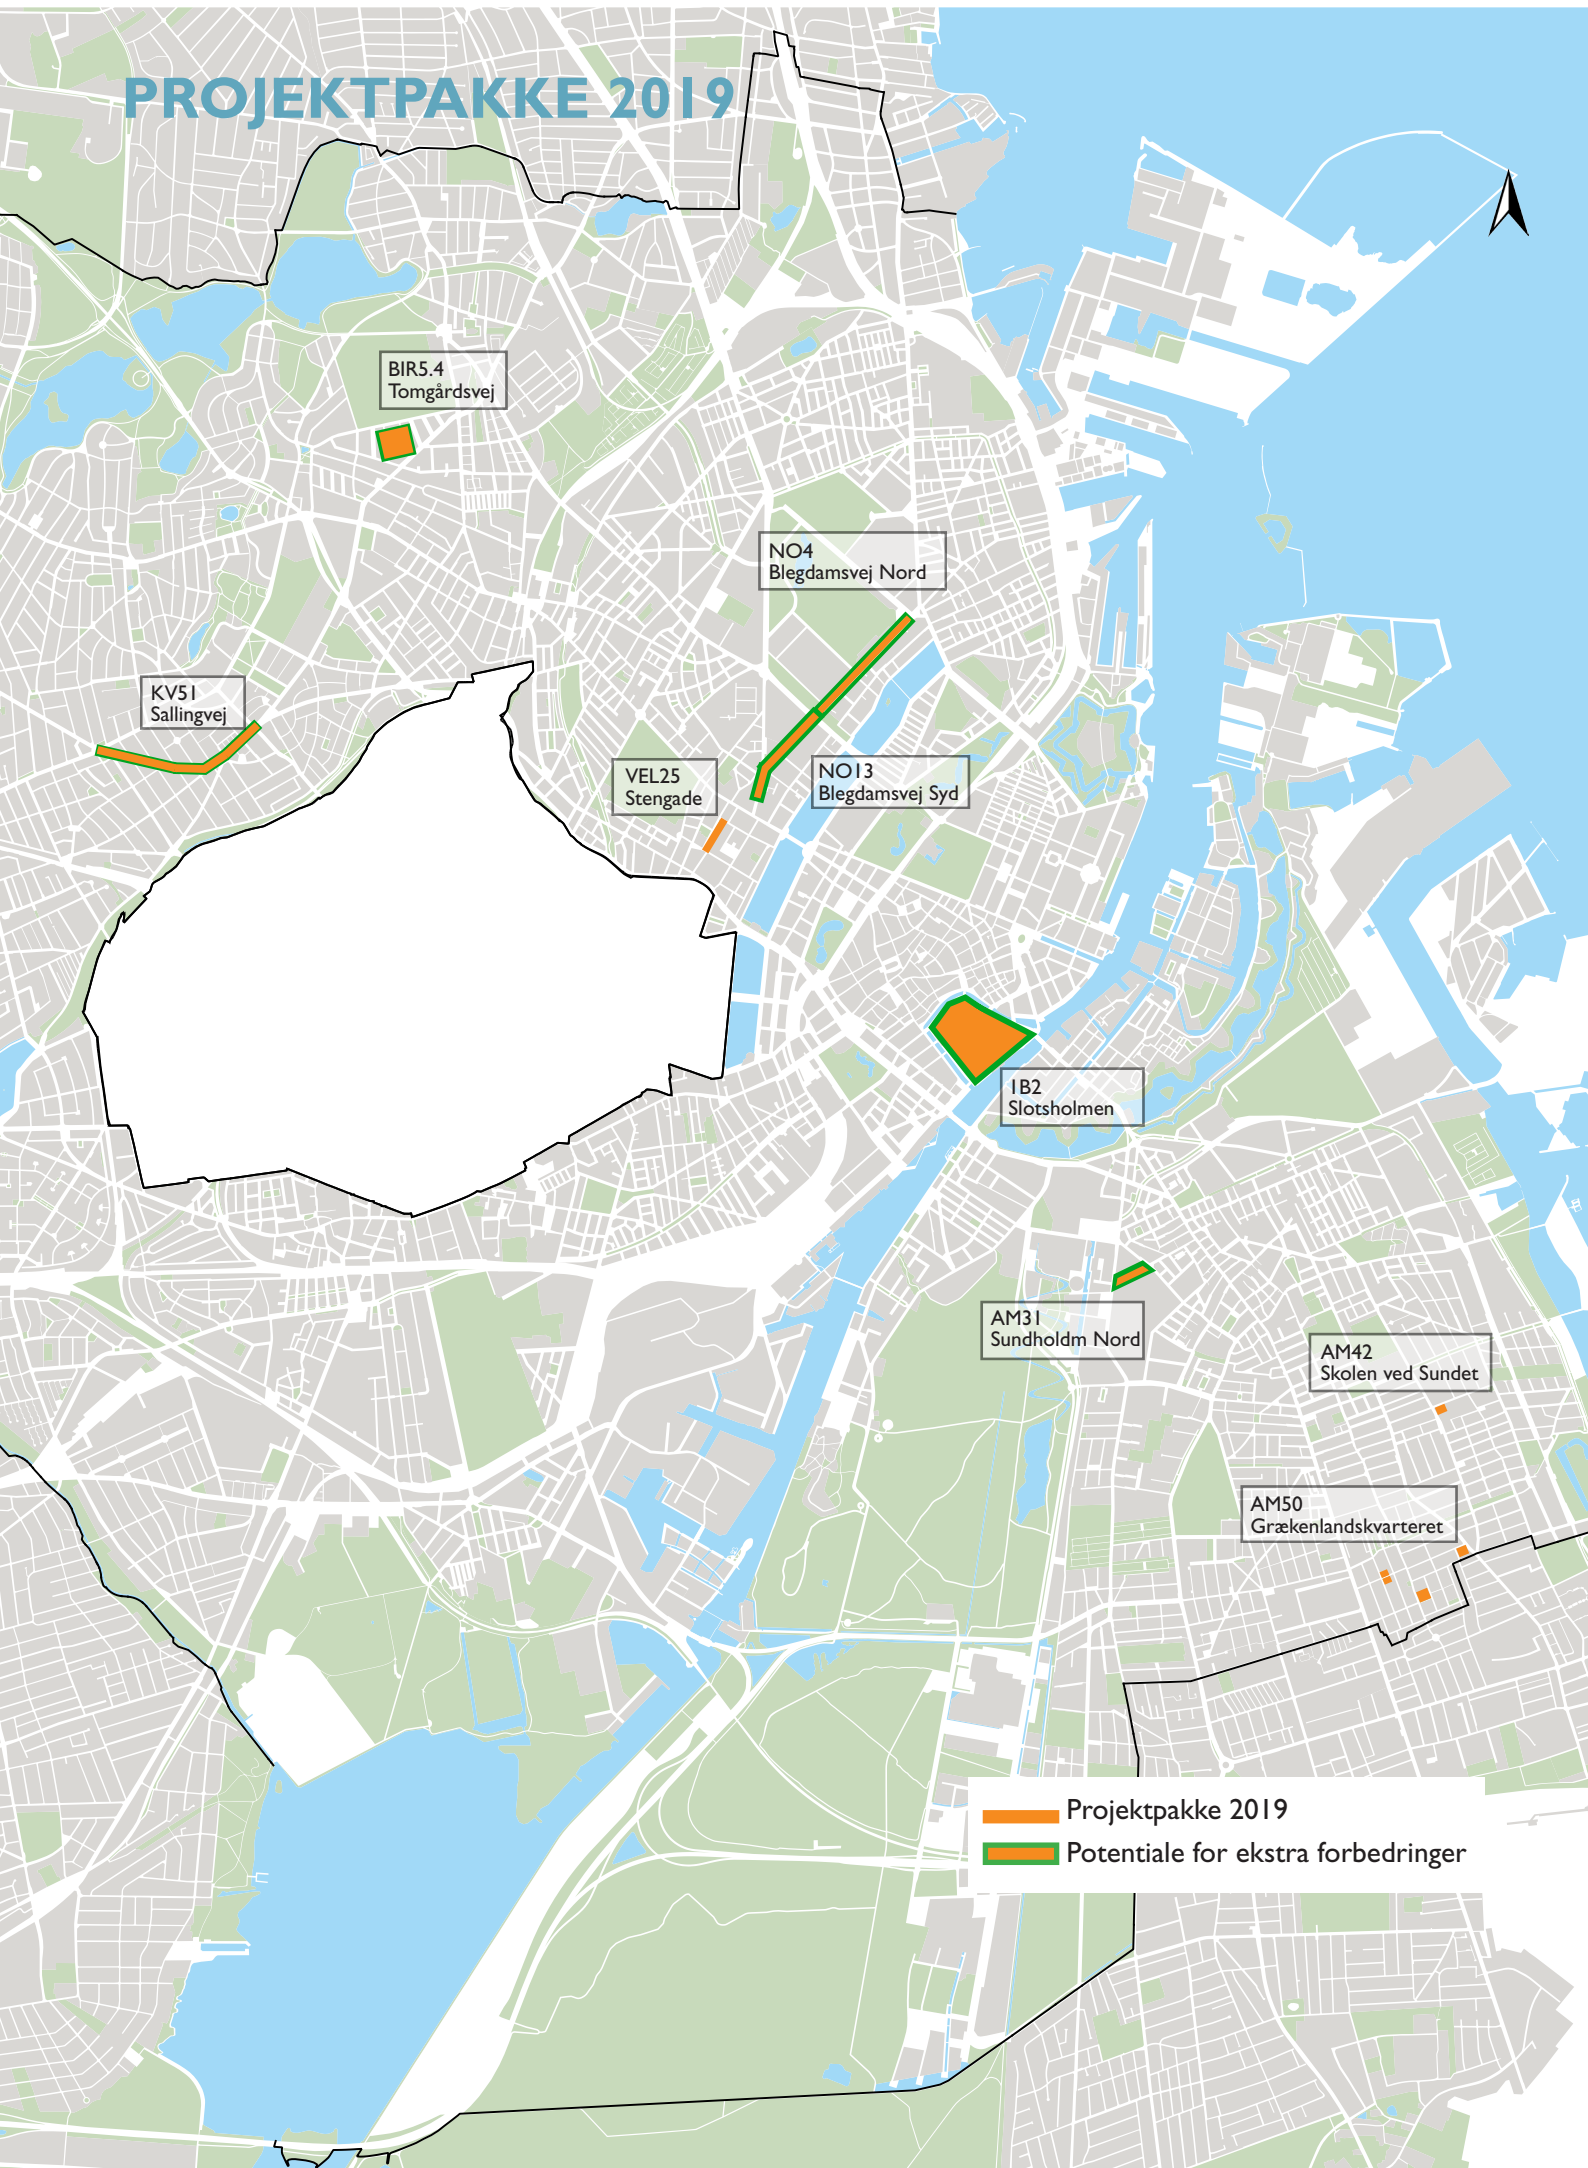 PROJEKTPAKKE 2019
BIR5.4
Tomgårdsvej
NO4
Blegdamsvej Nord
KV51
Sallingvej
VEL25
Stengade
NO13
Blegdamsvej Syd
1B2
Slotsholmen
AM31
Sundholdm Nord
AM42
Skolen ved Sundet
AM50
Grækenlandskvarteret
Projektpakke 2019
Potentiale for ekstra forbedringer